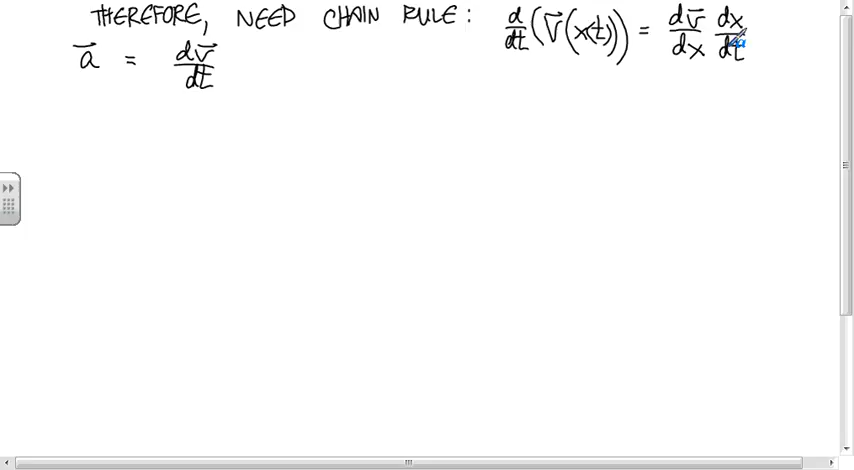 THEREFORE, NEED CHAIN RULE: d/dt (v⃗(x(t))) = dv⃗/dx dx/dt
a⃗ = dv⃗/dt